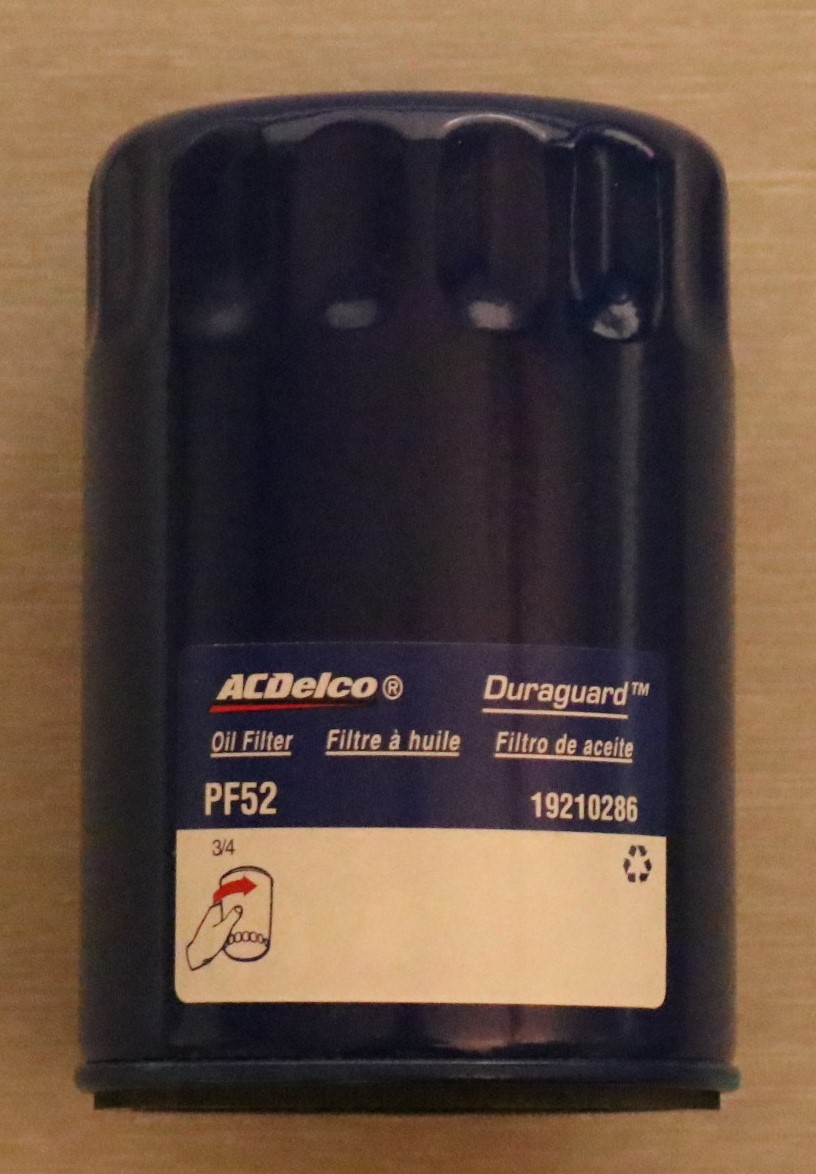 ACDelco® Duraguard™
Oil Filter Filtre à huile Filtro de aceite
PF52 19210286
3/4